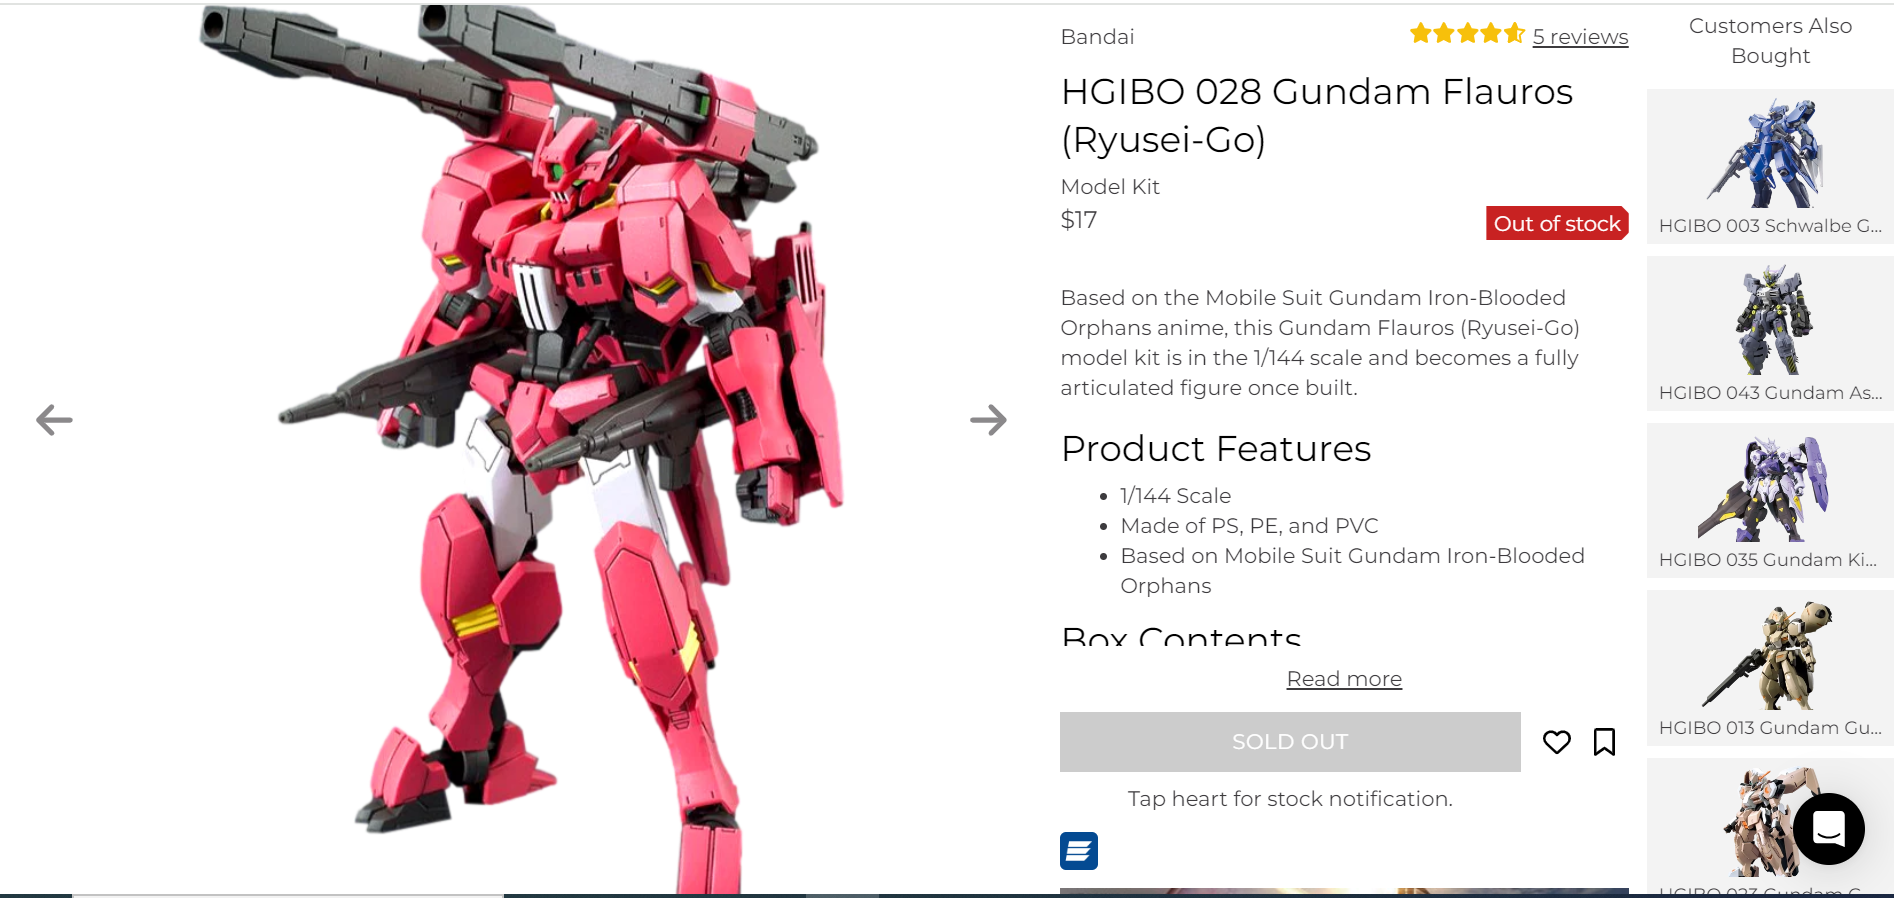 Bandai
5 reviews
HGIBO 028 Gundam Flauros
(Ryusei-Go)
Model Kit
$17
Out of stock
Based on the Mobile Suit Gundam Iron-Blooded
Orphans anime, this Gundam Flauros (Ryusei-Go)
model kit is in the 1/144 scale and becomes a fully
articulated figure once built.
Product Features
1/144 Scale
Made of PS, PE, and PVC
Based on Mobile Suit Gundam Iron-Blooded
Orphans
Box Contents
Read more
SOLD OUT
Tap heart for stock notification.
Customers Also
Bought
HGIBO 003 Schwalbe G...
HGIBO 043 Gundam As...
HGIBO 035 Gundam Ki...
HGIBO 013 Gundam Gu...
HGIBO 023 Gundam G...